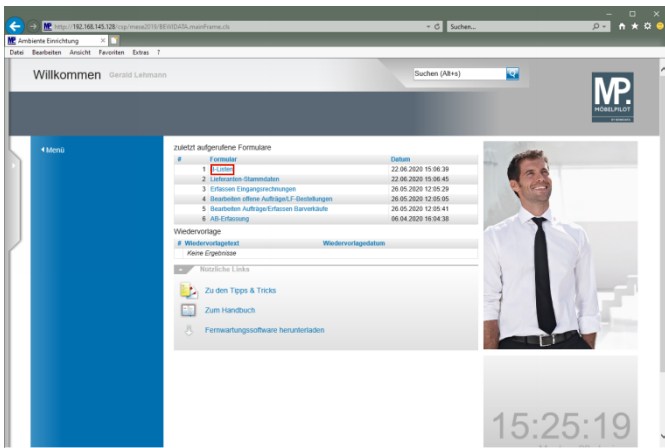 http://192.168.145.128/csp/mase2019/BEWIDATA.mainFrame.cls
Suchen...
Ambiente Einrichtung
Datei Bearbeiten Ansicht Favoriten Extras ?
Willkommen Gerald Lehmann
Suchen (Alt+s)
MP.
MÖBELPILOT
Menü
zuletzt aufgerufene Formulare
# Formular Datum
1 I-Listen 22.06.2020 15:06:39
2 Lieferanten-Stammdaten 22.06.2020 15:06:45
3 Erfassen Eingangsrechnungen 26.05.2020 12:05:29
4 Bearbeiten offene Aufträge/LF-Bestellungen 26.05.2020 12:05:05
5 Bearbeiten Aufträge/Erfassen Barverkäufe 26.05.2020 12:05:41
6 AB-Erfassung 06.04.2020 16:04:38
Wiedervorlage
# Wiedervorlagetext Wiedervorlagedatum
Keine Ergebnisse
Nützliche Links
Zu den Tipps & Tricks
Zum Handbuch
Fernwartungssoftware herunterladen
15:25:19